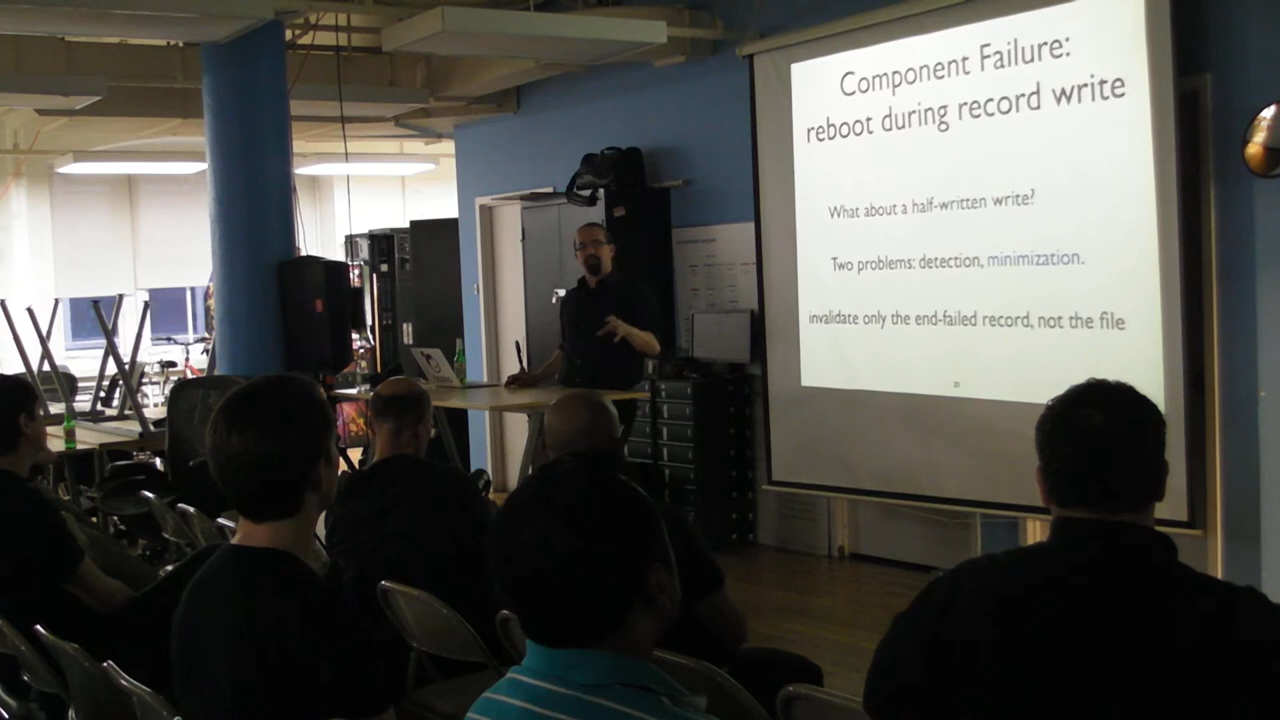 Component Failure:
reboot during record write
What about a half-written write?
Two problems: detection, minimization.
invalidate only the end-failed record, not the file